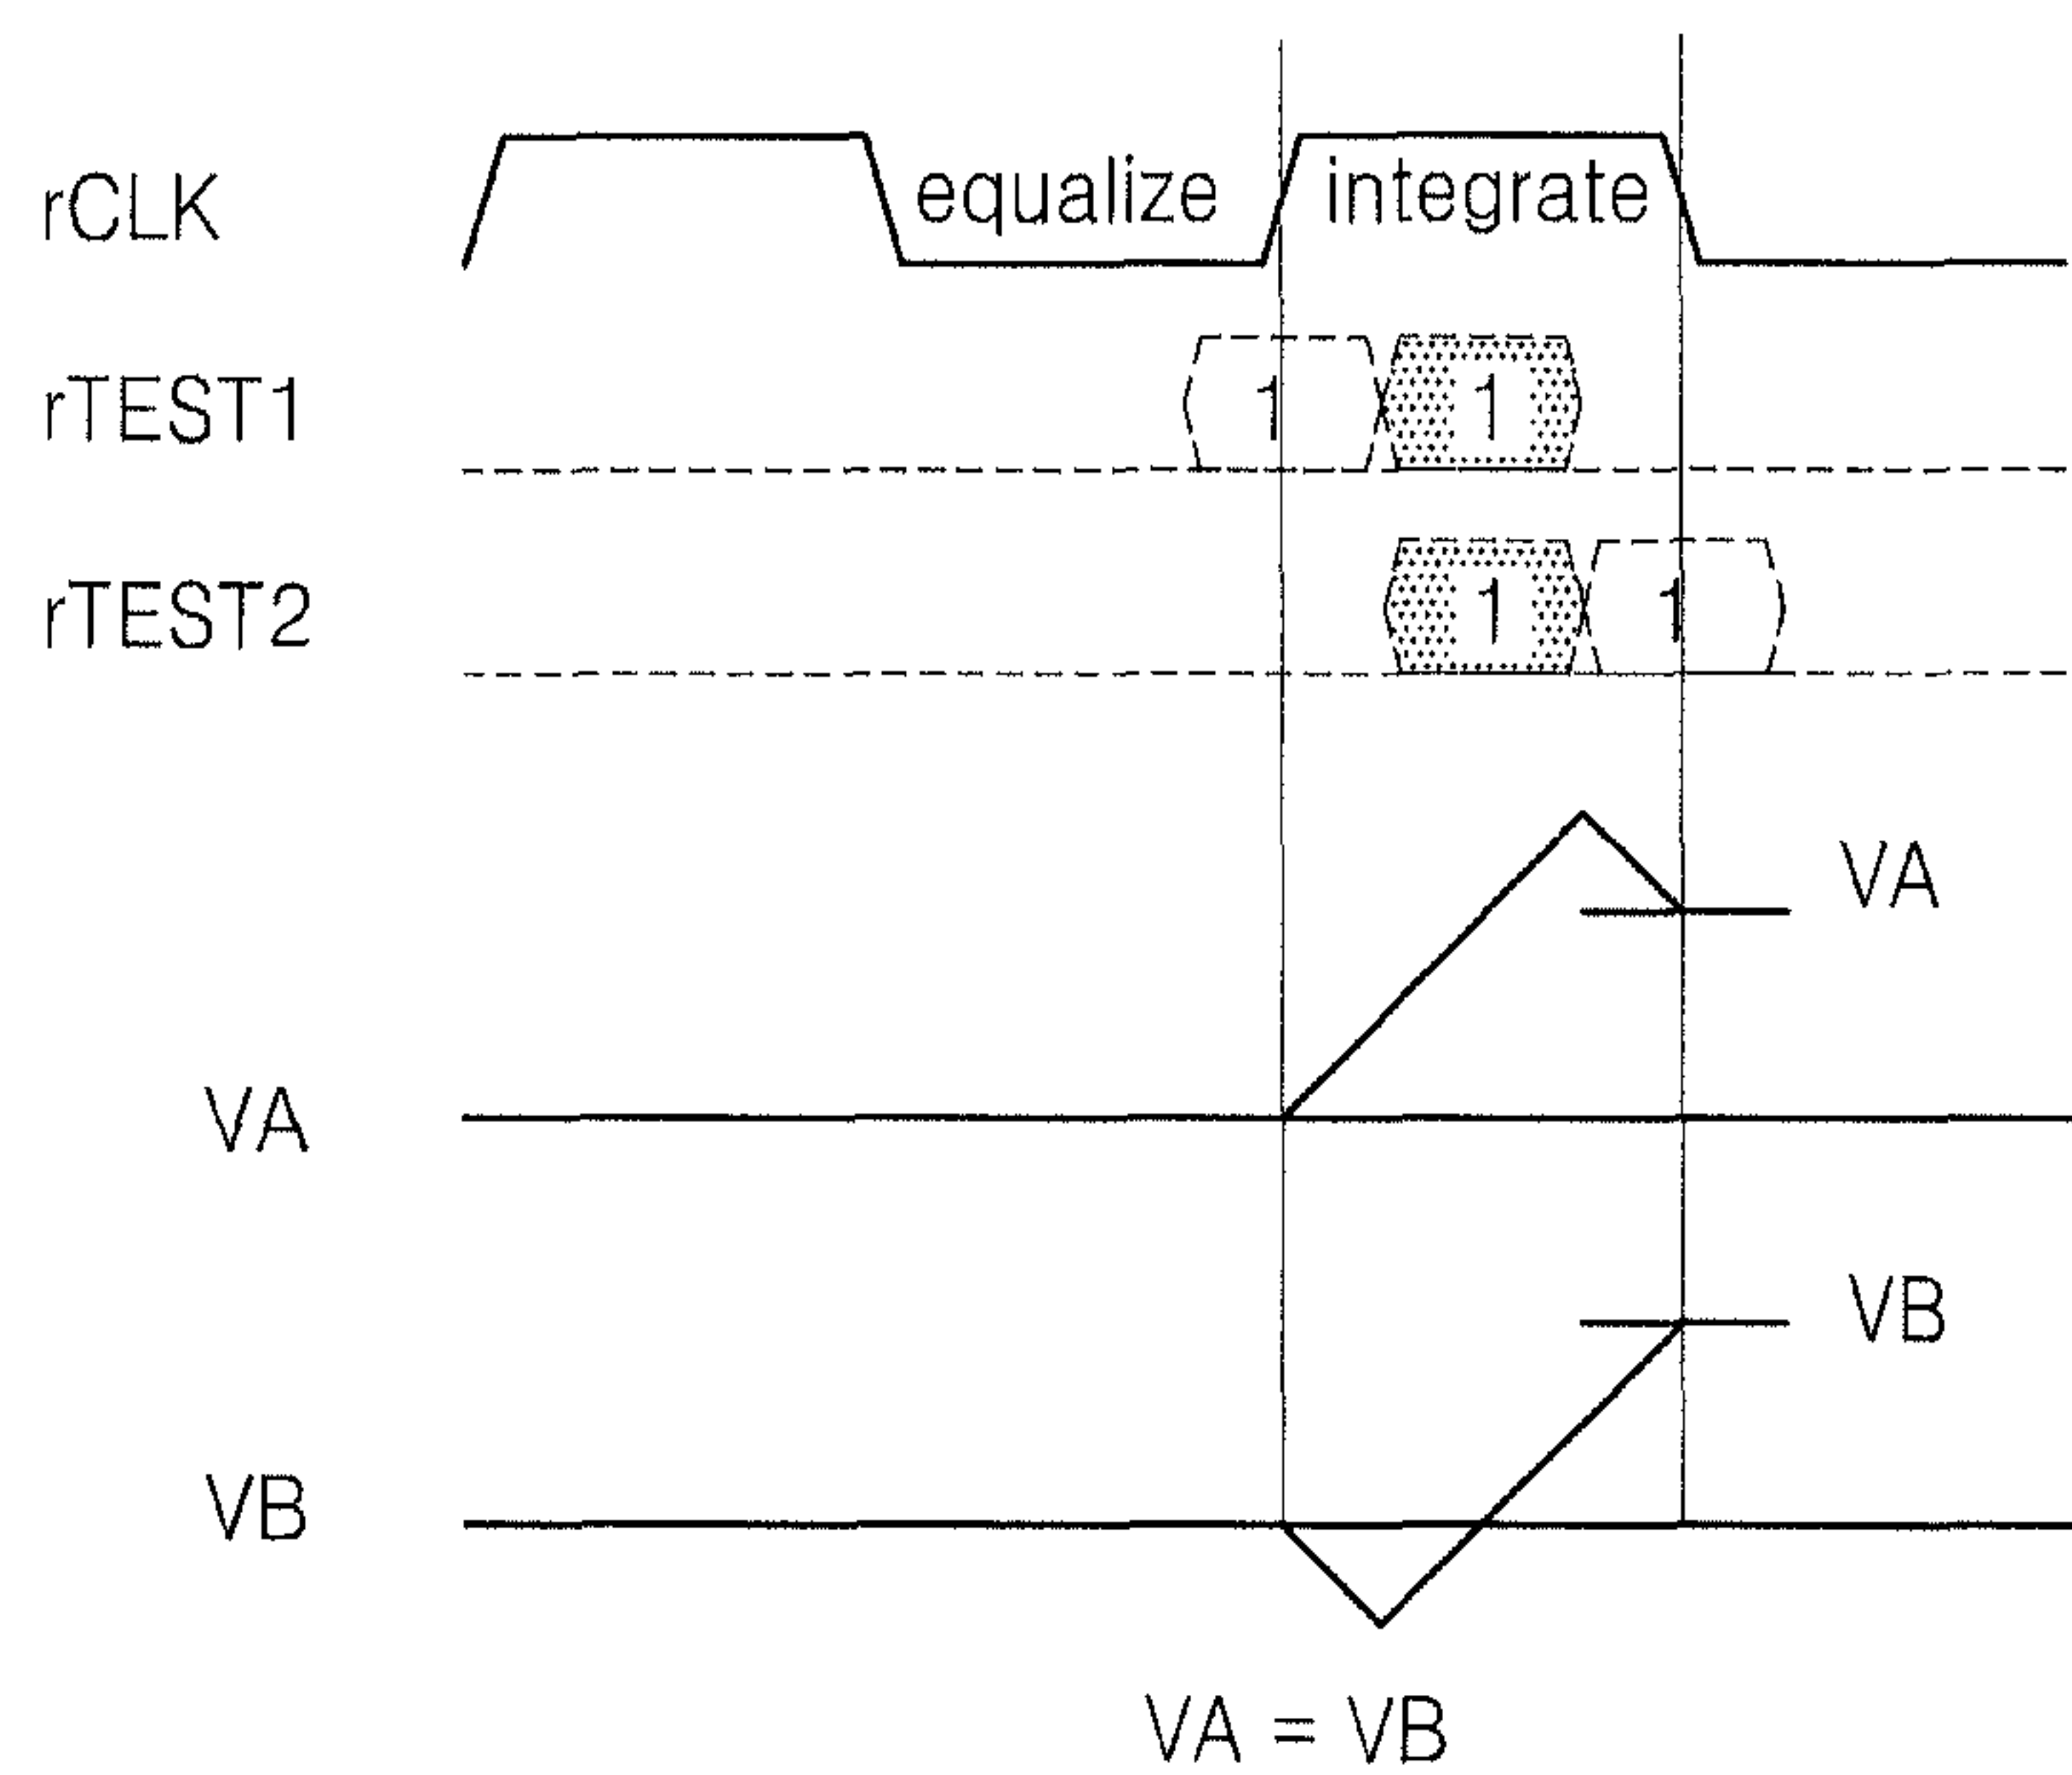 rCLK equalize integrate
rTEST1 1 1
rTEST2 1 1
VA
VA
VB
VB
VA = VB